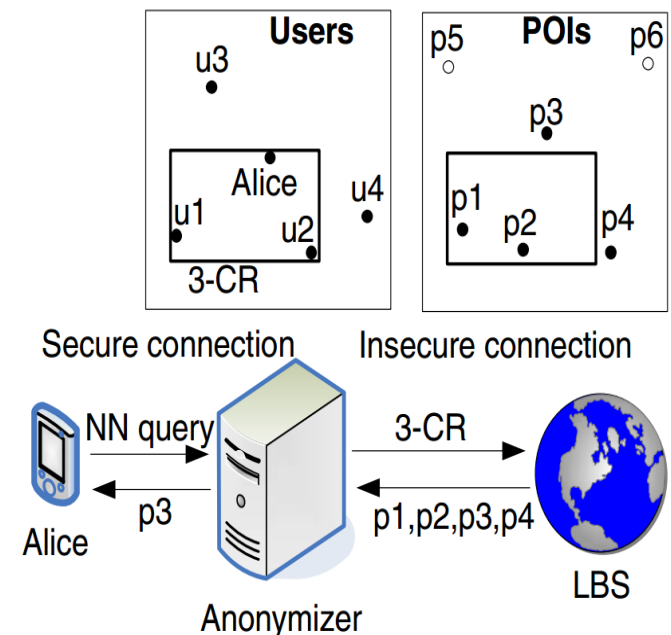 Users
u3
Alice
u1
u2
u4
3-CR
POIs
p5
p6
p3
p1
p2
p4
Secure connection
Insecure connection
NN query
3-CR
p3
p1,p2,p3,p4
Alice
LBS
Anonymizer